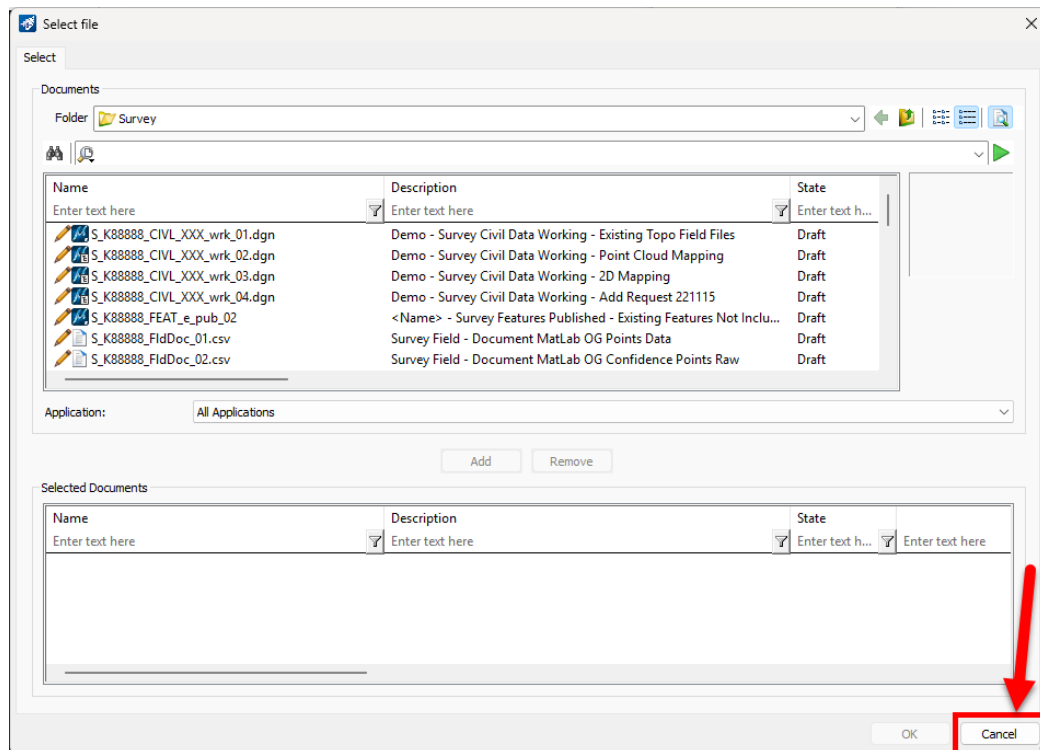 Select file
Select
Documents
Folder Survey
Name Description State
Enter text here Enter text here Enter text h...
S_K88888_CIVL_XXX_wrk_01.dgn Demo - Survey Civil Data Working - Existing Topo Field Files Draft
S_K88888_CIVL_XXX_wrk_02.dgn Demo - Survey Civil Data Working - Point Cloud Mapping Draft
S_K88888_CIVL_XXX_wrk_03.dgn Demo - Survey Civil Data Working - 2D Mapping Draft
S_K88888_CIVL_XXX_wrk_04.dgn Demo - Survey Civil Data Working - Add Request 221115 Draft
S_K88888_FEAT_e_pub_02 <Name> - Survey Features Published - Existing Features Not Inclu... Draft
S_K88888_FldDoc_01.csv Survey Field - Document MatLab OG Points Data Draft
S_K88888_FldDoc_02.csv Survey Field - Document MatLab OG Confidence Points Raw Draft
Application: All Applications
Add Remove
Selected Documents
Name Description State
Enter text here Enter text here Enter text h... Enter text here
OK Cancel